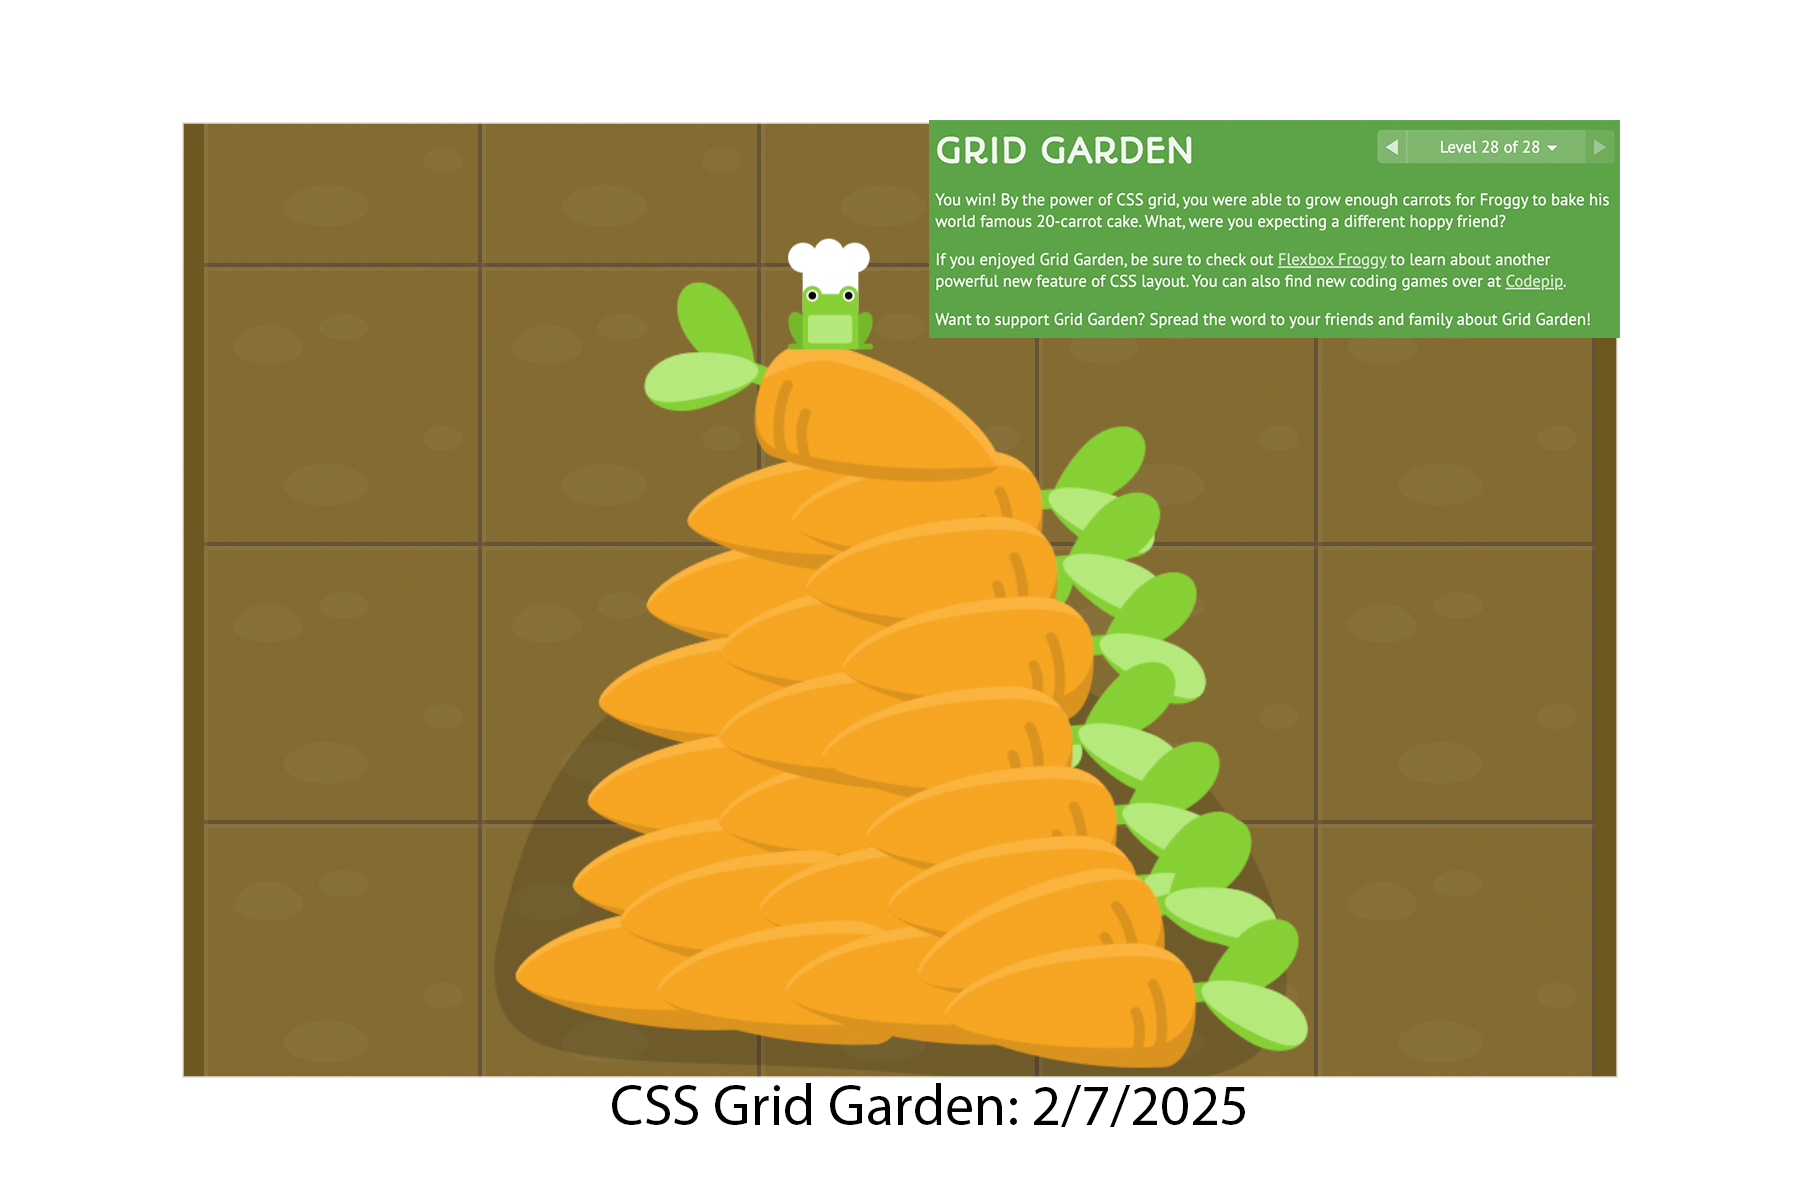 GRID GARDEN
Level 28 of 28
You win! By the power of CSS grid, you were able to grow enough carrots for Froggy to bake his
world famous 20-carrot cake. What, were you expecting a different hoppy friend?
If you enjoyed Grid Garden, be sure to check out Flexbox Froggy to learn about another
powerful new feature of CSS layout. You can also find new coding games over at Codepip.
Want to support Grid Garden? Spread the word to your friends and family about Grid Garden!
CSS Grid Garden: 2/7/2025